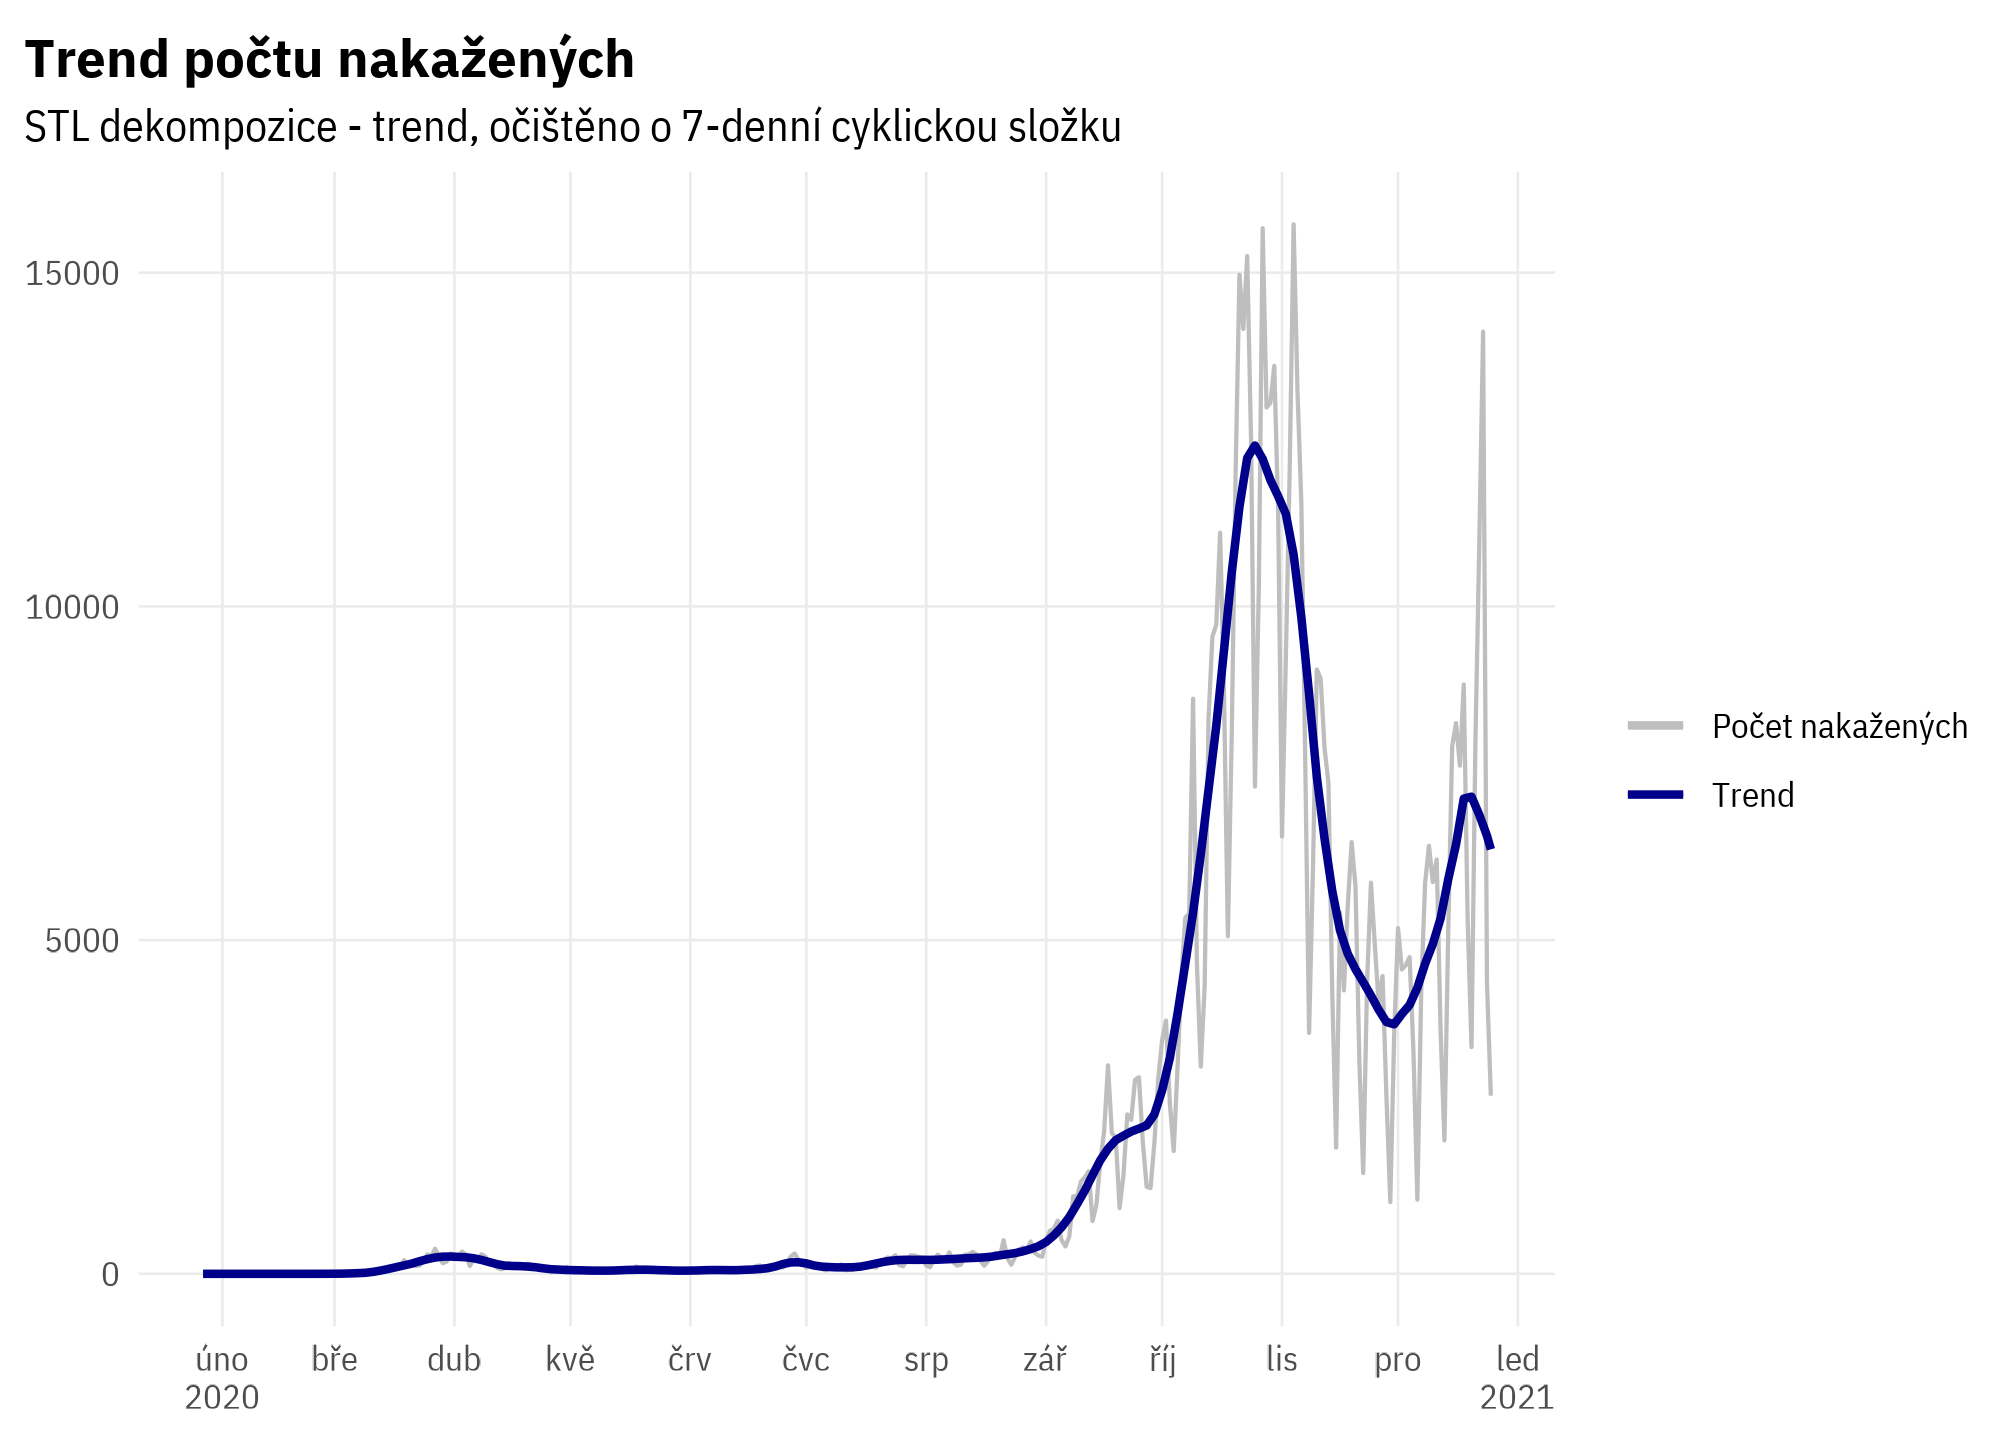 Trend počtu nakažených
STL dekompozice - trend, očištěno o 7-denní cyklickou složku
15000
10000
5000
0
úno bře dub kvě črv čvc srp zář říj lis pro led
2020 2021
Počet nakažených
Trend